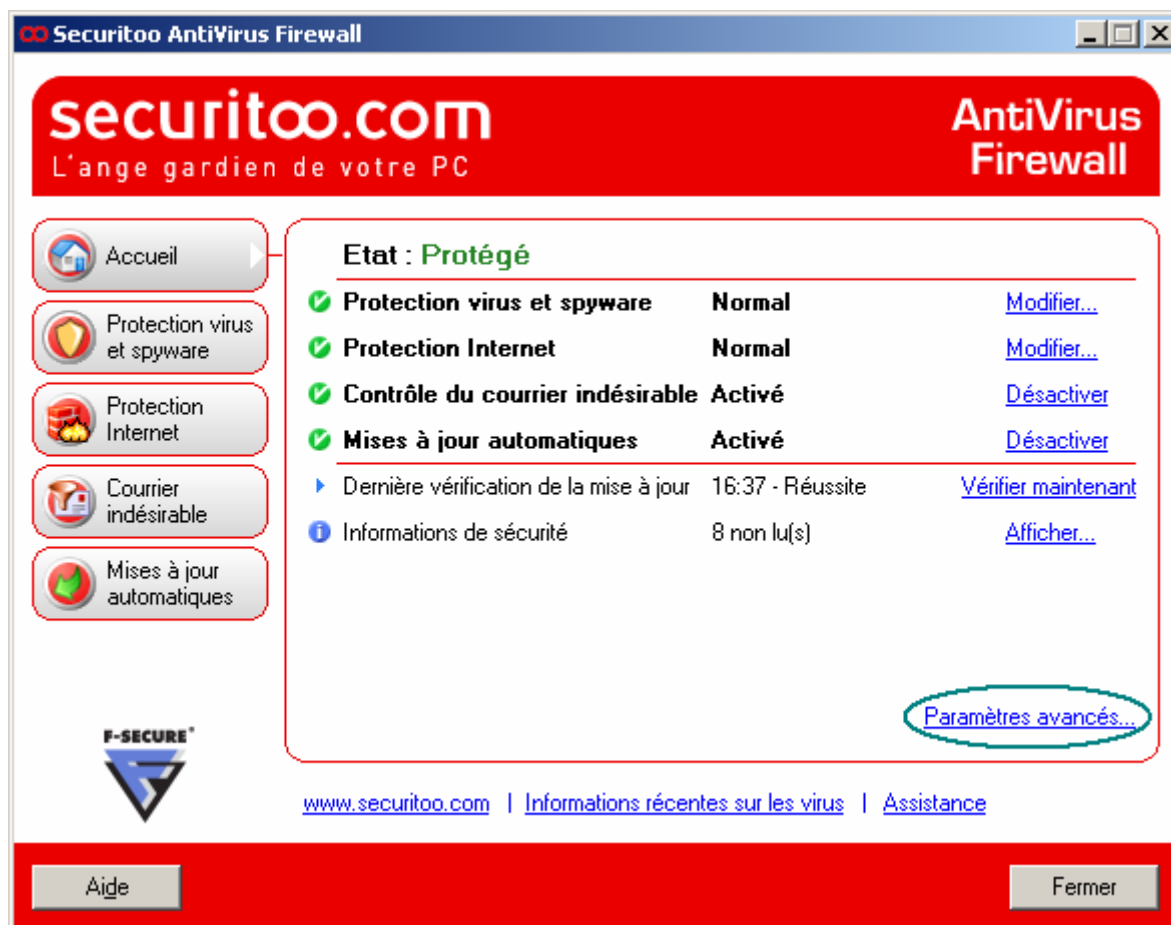 Securitoo AntiVirus Firewall
securitoo.com
L'ange gardien de votre PC
AntiVirus
Firewall
Accueil
Protection virus
et spyware
Protection
Internet
Courrier
indésirable
Mises à jour
automatiques
Etat : Protégé
Protection virus et spyware Normal Modifier...
Protection Internet Normal Modifier...
Contrôle du courrier indésirable Activé Désactiver
Mises à jour automatiques Activé Désactiver
Dernière vérification de la mise à jour 16:37 - Réussite Vérifier maintenant
Informations de sécurité 8 non lu(s) Afficher...
Paramètres avancés...
F-SECURE®
www.securitoo.com | Informations récentes sur les virus | Assistance
Aide
Fermer